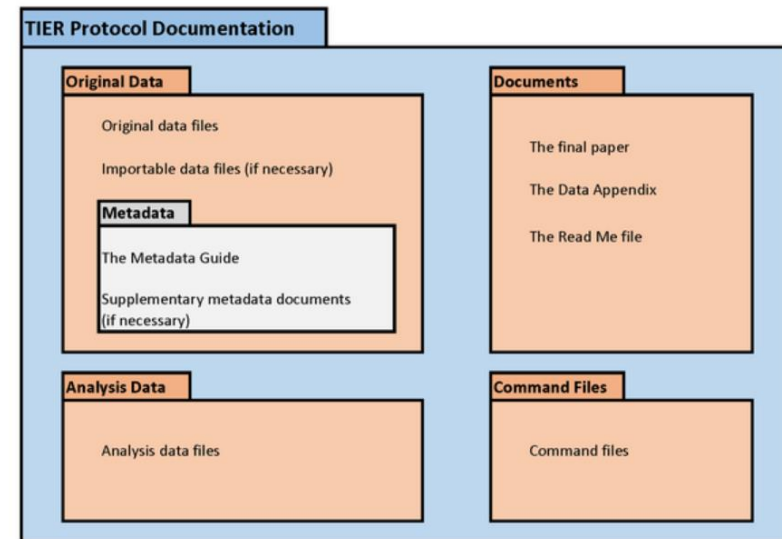 TIER Protocol Documentation
Original Data
Original data files
Importable data files (if necessary)
Metadata
The Metadata Guide
Supplementary metadata documents
(if necessary)
Documents
The final paper
The Data Appendix
The Read Me file
Analysis Data
Analysis data files
Command Files
Command files